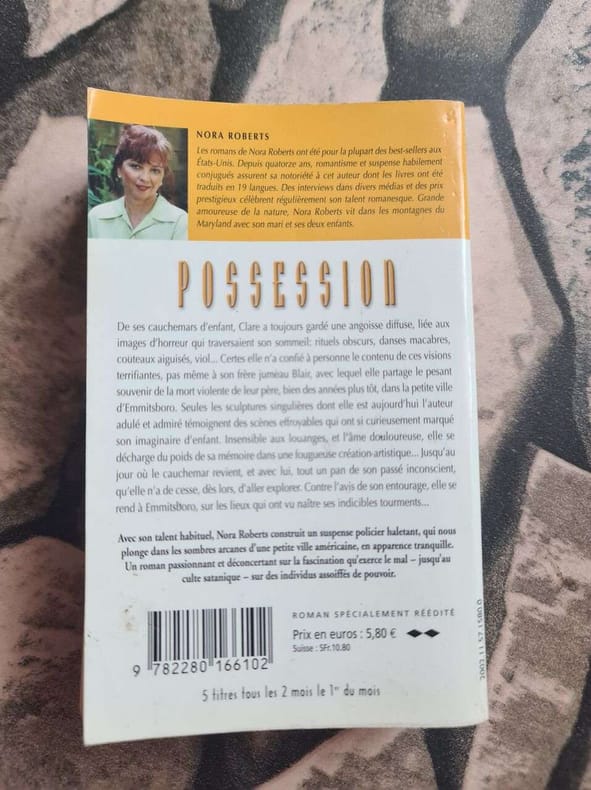 NORA ROBERTS
Les romans de Nora Roberts ont été pour la plupart des best-sellers aux
États-Unis. Depuis quatorze ans, romantisme et suspense habilement
conjugués assurent sa notoriété à cet auteur dont les livres ont été
traduits en 19 langues. Des interviews dans divers médias et des prix
prestigieux célèbrent régulièrement son talent romanesque. Grande
amoureuse de la nature, Nora Roberts vit dans les montagnes du
Maryland avec son mari et ses deux enfants.
POSSESSION
De ses cauchemars d'enfant, Clare a toujours gardé une angoisse diffuse, liée aux
images d'horreur qui traversaient son sommeil: rituels obscurs, danses macabres,
couteaux aiguisés, viol... Certes elle n'a confié à personne le contenu de ces visions
terrifiantes, pas même à son frère jumeau Blair, avec lequel elle partage le pesant
souvenir de la mort violente de leur père, bien des années plus tôt, dans la petite ville
d'Emmitsboro. Seules les sculptures singulières dont elle est aujourd'hui l'auteur
adulé et admiré témoignent des scènes effroyables qui ont si curieusement marqué
son imaginaire d'enfant. Insensible aux louanges, et l'âme douloureuse, elle se
décharge du poids de sa mémoire dans une fougueuse création artistique... Jusqu'au
jour où le cauchemar revient, et avec lui, tout un pan de son passé inconscient,
qu'elle n'a de cesse, dès lors, d'aller explorer. Contre l'avis de son entourage, elle se
rend à Emmitsboro, sur les lieux qui ont vu naître ses indicibles tourments...
Avec son talent habituel, Nora Roberts construit un suspense policier haletant, qui nous
plonge dans les sombres arcanes d'une petite ville américaine, en apparence tranquille.
Un roman passionnant et déconcertant sur la fascination qu'exerce le mal – jusqu'au
culte satanique – sur des individus assoiffés de pouvoir.
ROMAN SPÉCIALEMENT RÉÉDITÉ
Prix en euros : 5,80 €
Suisse : SFr.10.80
9 782280 166102
5 titres tous les 2 mois le 1er du mois